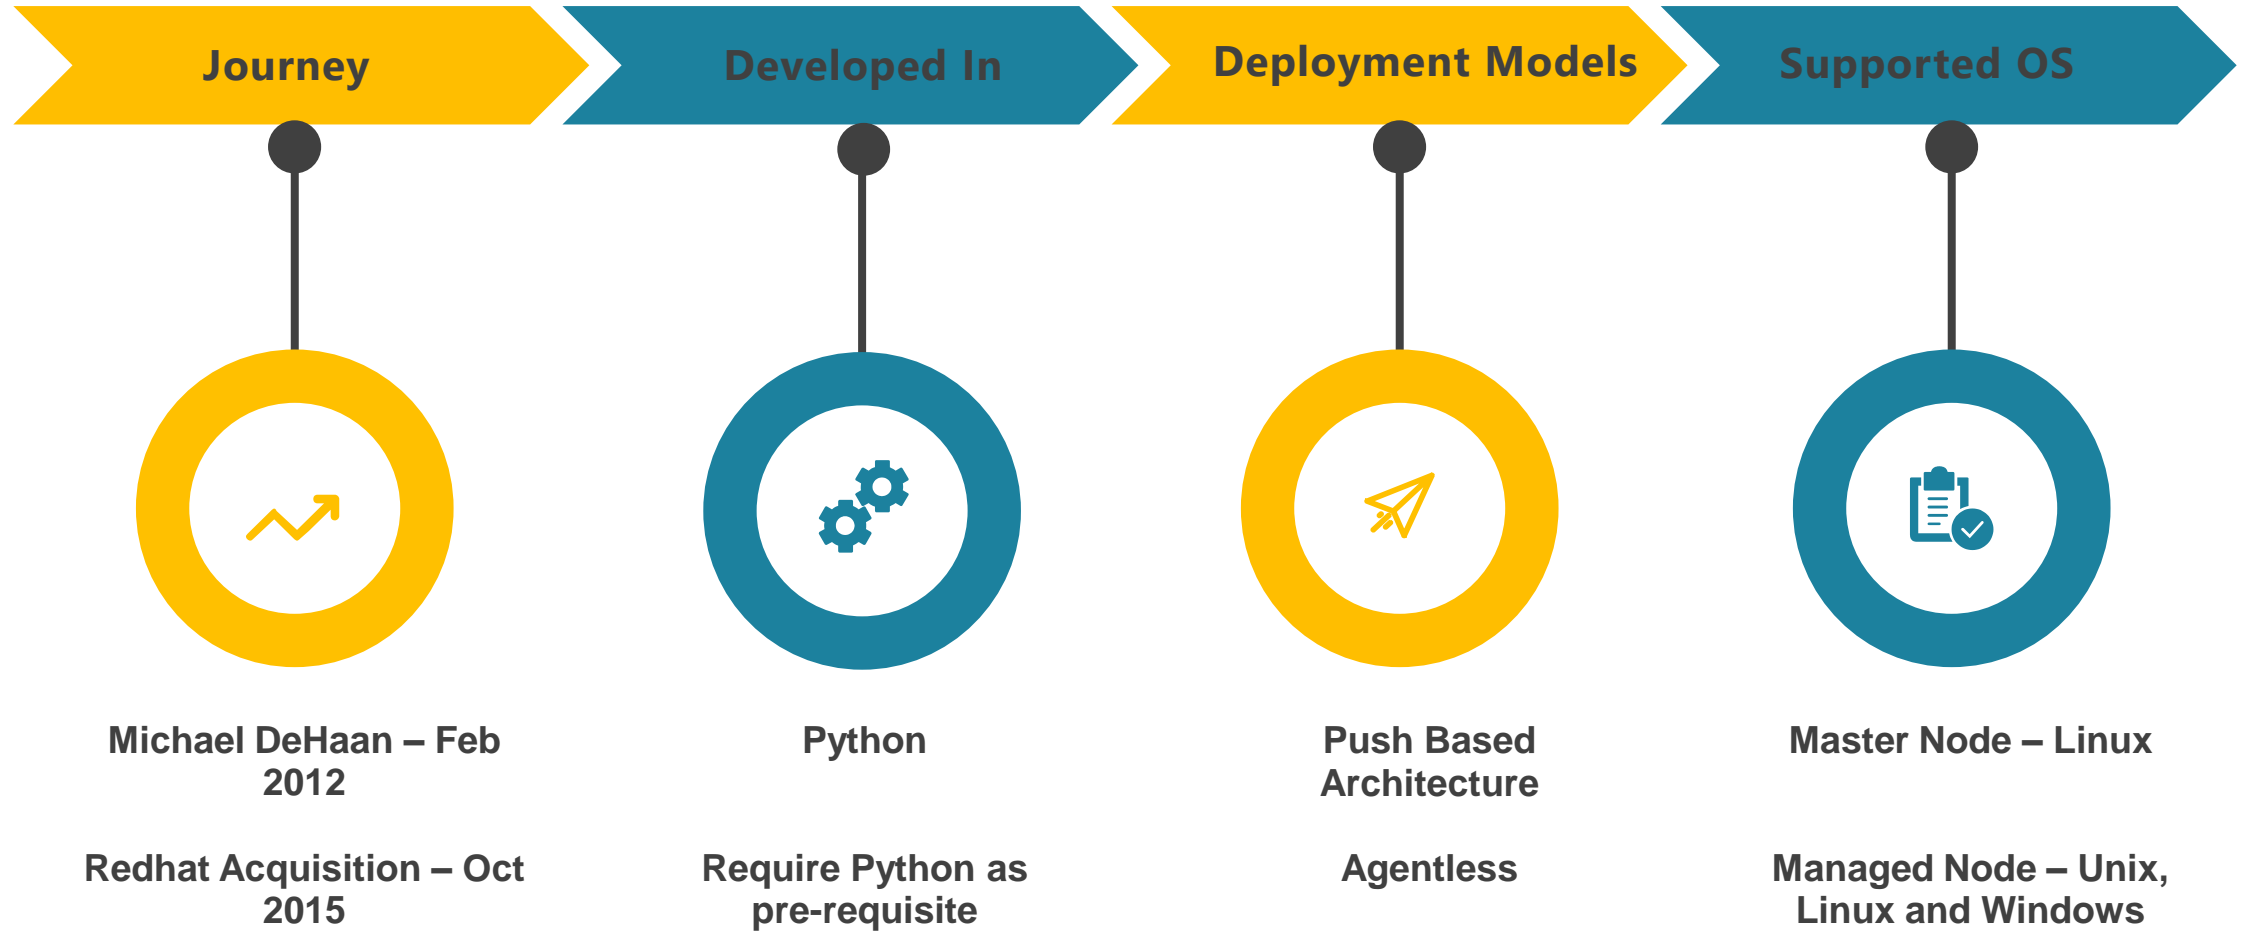 Journey
Developed In
Deployment Models
Supported OS
Michael DeHaan – Feb
2012
Redhat Acquisition – Oct
2015
Python
Require Python as
pre-requisite
Push Based
Architecture
Agentless
Master Node – Linux
Managed Node – Unix,
Linux and Windows